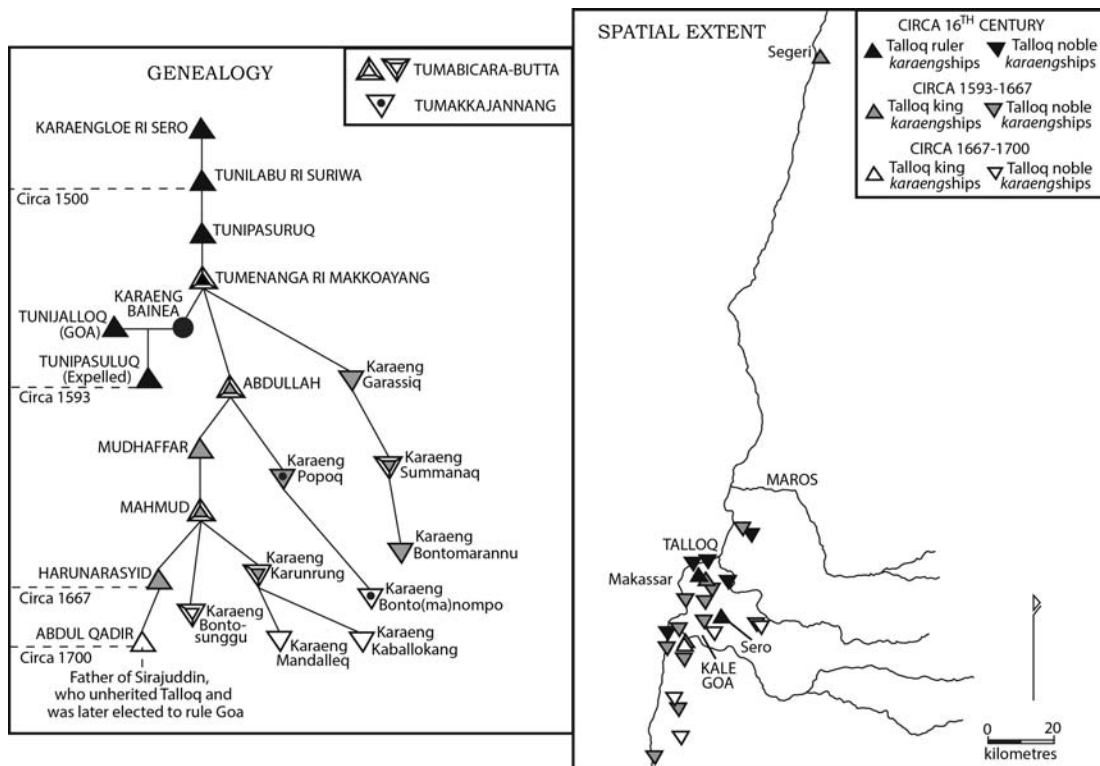 GENEALOGY
TUMABICARA-BUTTA
TUMAKKAJANNANG
KARAENGLOE RI SERO
TUNILABU RI SURIWA
Circa 1500
TUNIPASURUQ
TUMENANGA RI MAKKOAYANG
KARAENG
BAINEA
TUNIJALLOQ
(GOA)
TUNIPASULUQ
(Expelled)
Circa 1593
ABDULLAH
Karaeng
Garassiq
MUDHAFFAR
Karaeng
Popoq
Karaeng
Summanaq
MAHMUD
Karaeng
Bontomarannu
HARUNARASYID
Karaeng
Karunrung
Circa 1667
Karaeng
Bonto-
sunggu
Karaeng
Bonto(ma)nompo
ABDUL QADIR
Karaeng
Mandalleq
Karaeng
Kaballokang
Circa 1700
Father of Sirajuddin,
who unherited Talloq and
was later elected to rule Goa
SPATIAL EXTENT
CIRCA 16TH CENTURY
Talloq ruler
karaengships
Talloq noble
karaengships
CIRCA 1593-1667
Talloq king
karaengships
Talloq noble
karaengships
CIRCA 1667-1700
Talloq king
karaengships
Talloq noble
karaengships
Segeri
MAROS
TALLOQ
Makassar
Sero
KALE
GOA
0 20
kilometres